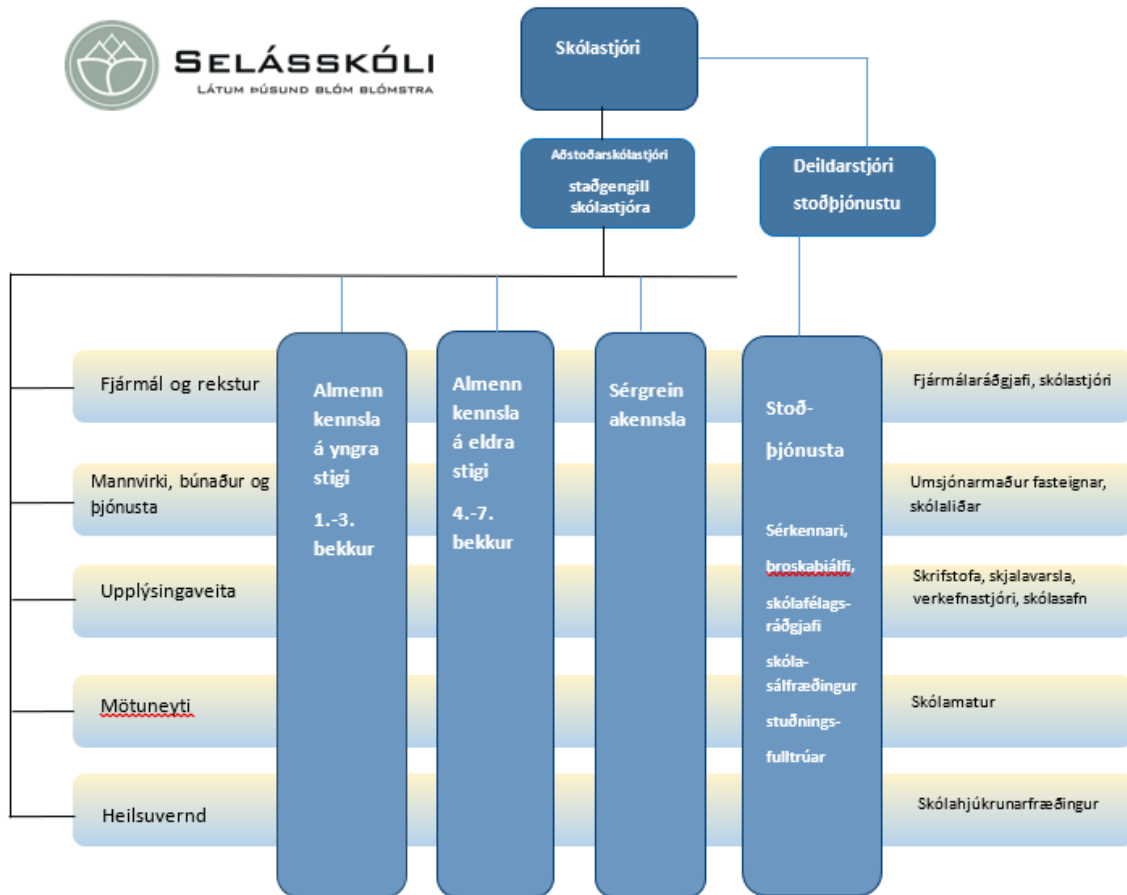 SELÁSSKÓLI
LÁTUM ÞÚSUND BLÓM BLÓMSTRA
Skólastjóri
Aðstoðarskólastjóri
staðgengill
skólastjóra
Deildarstjóri
stoðþjónustu
Fjármál og rekstur
Mannvirki, búnaður og
þjónusta
Upplýsingaveita
Mötuneyti
Heilsuvernd
Almenn
kennsla
á yngra
stigi
1.-3.
bekkur
Almenn
kennsla
á eldra
stigi
4.-7.
bekkur
Sérgrein
akennsla
Stoð-
þjónusta
Sérkennari,
þroskaþjálfi,
skólafélags-
ráðgjafi
skóla-
sálfræðingur
stuðnings-
fulltrúar
Fjármálaráðgjafi, skólastjóri
Umsjónarmaður fasteignar,
skólaliðar
Skrifstofa, skjalavarsla,
verkefnastjóri, skólasafn
Skólamatur
Skólahjúkrunarfræðingur